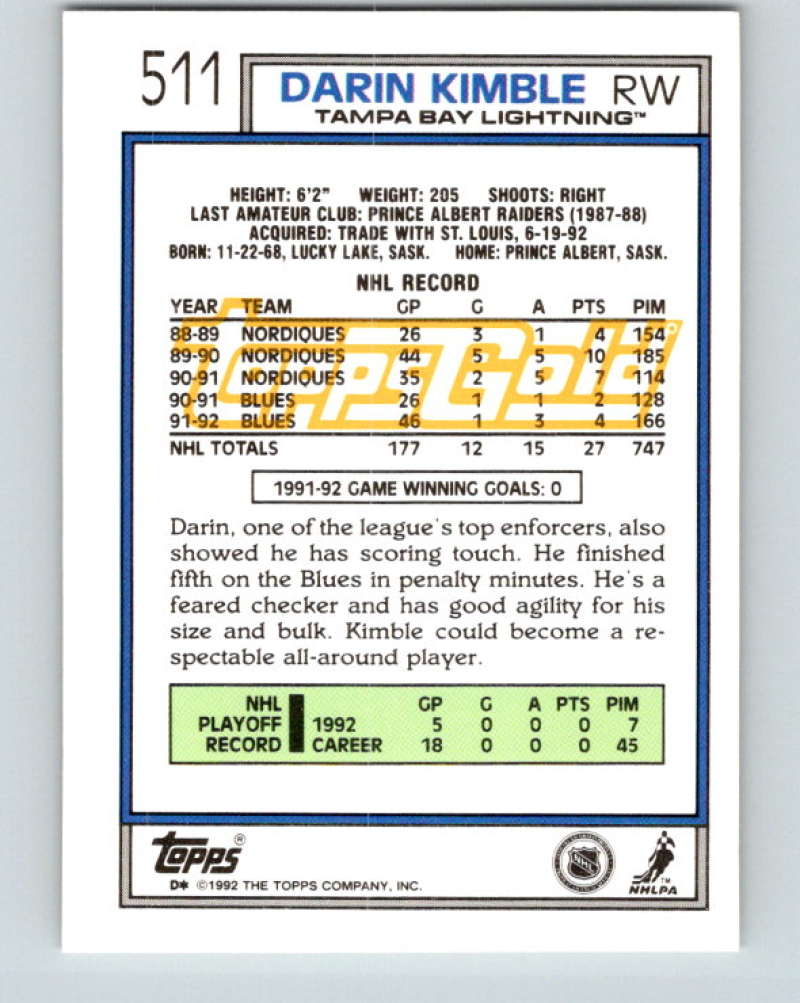 511
DARIN KIMBLE RW
TAMPA BAY LIGHTNING™
HEIGHT: 6'2" WEIGHT: 205 SHOOTS: RIGHT
LAST AMATEUR CLUB: PRINCE ALBERT RAIDERS (1987-88)
ACQUIRED: TRADE WITH ST. LOUIS, 6-19-92
BORN: 11-22-68, LUCKY LAKE, SASK. HOME: PRINCE ALBERT, SASK.
NHL RECORD
YEAR TEAM GP G A PTS PIM
88-89 NORDIQUES 26 3 1 4 154
89-90 NORDIQUES 44 5 5 10 185
90-91 NORDIQUES 35 2 5 7 114
90-91 BLUES 26 1 1 2 128
91-92 BLUES 46 1 3 4 166
NHL TOTALS 177 12 15 27 747
ToppsGold®
1991-92 GAME WINNING GOALS: 0
Darin, one of the league's top enforcers, also
showed he has scoring touch. He finished
fifth on the Blues in penalty minutes. He's a
feared checker and has good agility for his
size and bulk. Kimble could become a re-
spectable all-around player.
NHL GP G A PTS PIM
PLAYOFF 1992 5 0 0 0 7
RECORD CAREER 18 0 0 0 45
Topps®
D* ©1992 THE TOPPS COMPANY, INC.
NHL
™
NHLPA